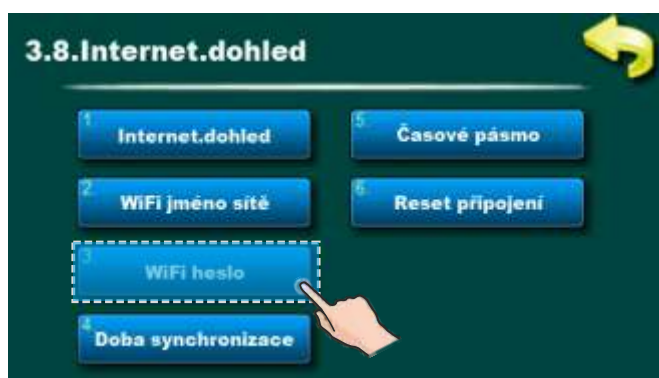 3.8.Internet.dohled
1 Internet.dohled
2 WiFi jméno sítě
3 WiFi heslo
4 Doba synchronizace
5 Časové pásmo
6 Reset připojení